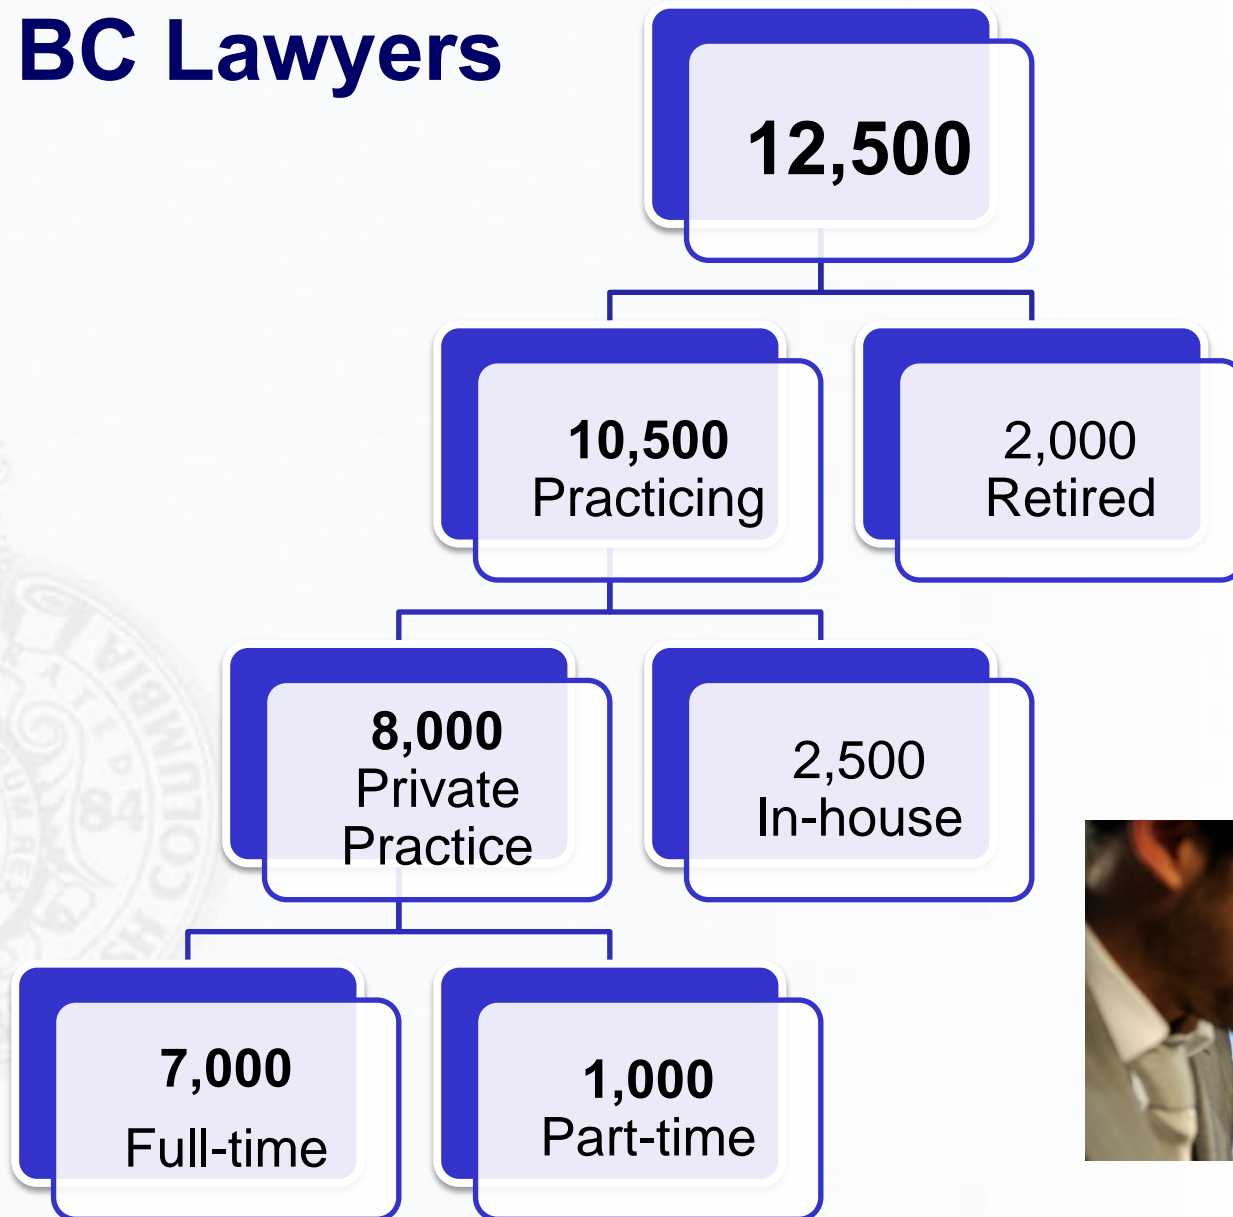 BC Lawyers
12,500
10,500
Practicing
2,000
Retired
8,000
Private
Practice
2,500
In-house
7,000
Full-time
1,000
Part-time